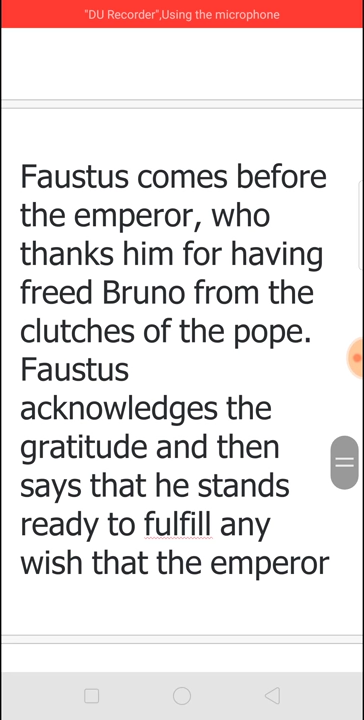 "DU Recorder",Using the microphone
Faustus comes before
the emperor, who
thanks him for having
freed Bruno from the
clutches of the pope.
Faustus
acknowledges the
gratitude and then
says that he stands
ready to fulfill any
wish that the emperor